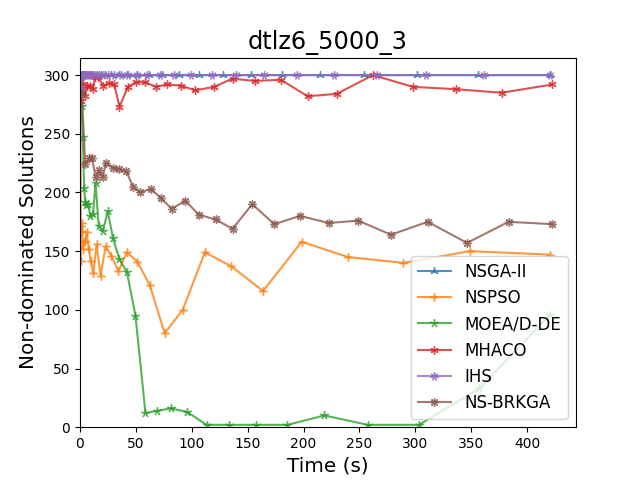 dtlz6_5000_3
Non-dominated Solutions
300
250
200
150
100
50
0
0 50 100 150 200 250 300 350 400
Time (s)
NSGA-II
NSPSO
MOEA/D-DE
MHACO
IHS
NS-BRKGA